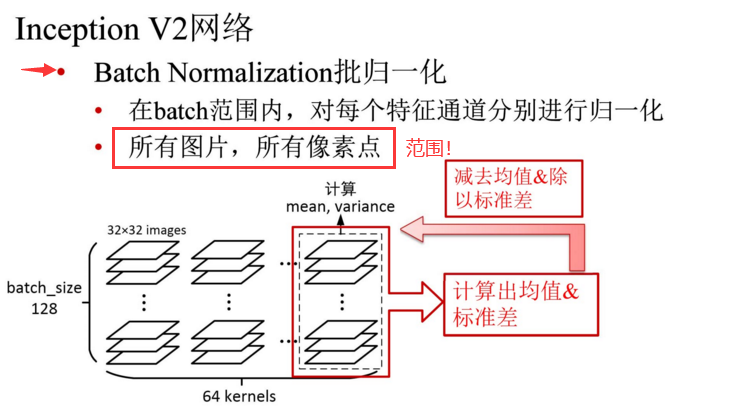 Inception V2网络
Batch Normalization批归一化
在batch范围内，对每个特征通道分别进行归一化
所有图片，所有像素点
范围!
减去均值&除
以标准差
计算
mean, variance
32×32 images
batch_size
128
计算出均值&
标准差
64 kernels